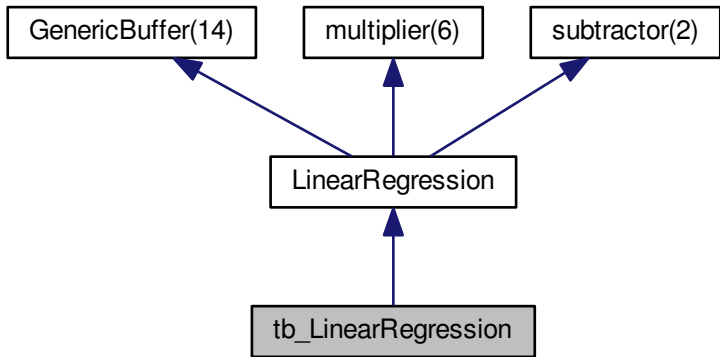 GenericBuffer(14)
multiplier(6)
subtractor(2)
LinearRegression
tb_LinearRegression